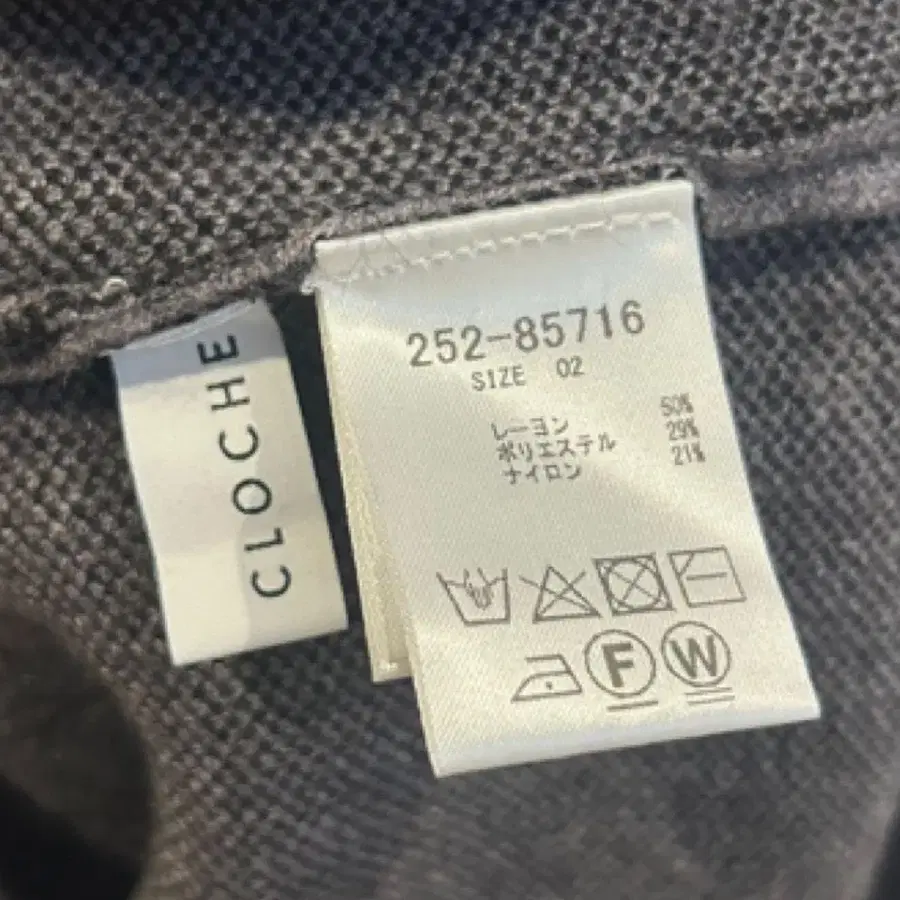 CLOCHE
252-85716
SIZE 02
レーヨン 50%
ポリエステル 29%
ナイロン 21%
F W